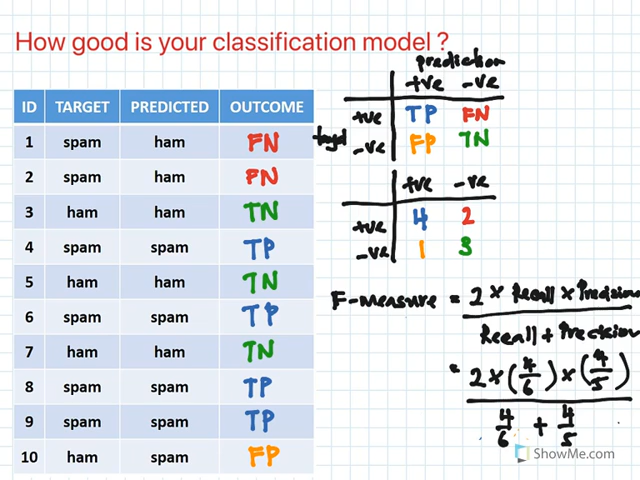 How good is your classification model ?
ID TARGET PREDICTED OUTCOME
1 spam ham FN
2 spam ham FN
3 ham ham TN
4 spam spam TP
5 ham ham TN
6 spam spam TP
7 ham ham TN
8 spam spam TP
9 spam spam TP
10 ham spam FP
prediction
+ve -ve
+ve TP FN
target -ve FP TN
+ve -ve
+ve 4 2
-ve 1 3
F-measure = 2 × Recall × Precision
Recall + Precision
= 2 × (4/6) × (4/5)
4/6 + 4/5
ShowMe.com